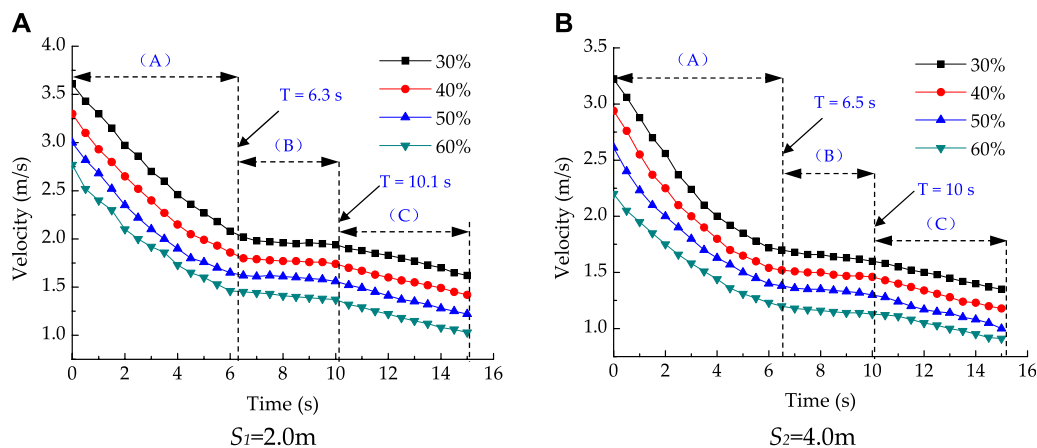 A
4.0
3.5
3.0
2.5
2.0
1.5
1.0
Velocity (m/s)
0 2 4 6 8 10 12 14 16
Time (s)
(A)
T = 6.3 s
(B)
T = 10.1 s
(C)
30%
40%
50%
60%
S1=2.0m
B
3.5
3.0
2.5
2.0
1.5
1.0
Velocity (m/s)
0 2 4 6 8 10 12 14 16
Time (s)
(A)
T = 6.5 s
(B)
T = 10 s
(C)
30%
40%
50%
60%
S2=4.0m